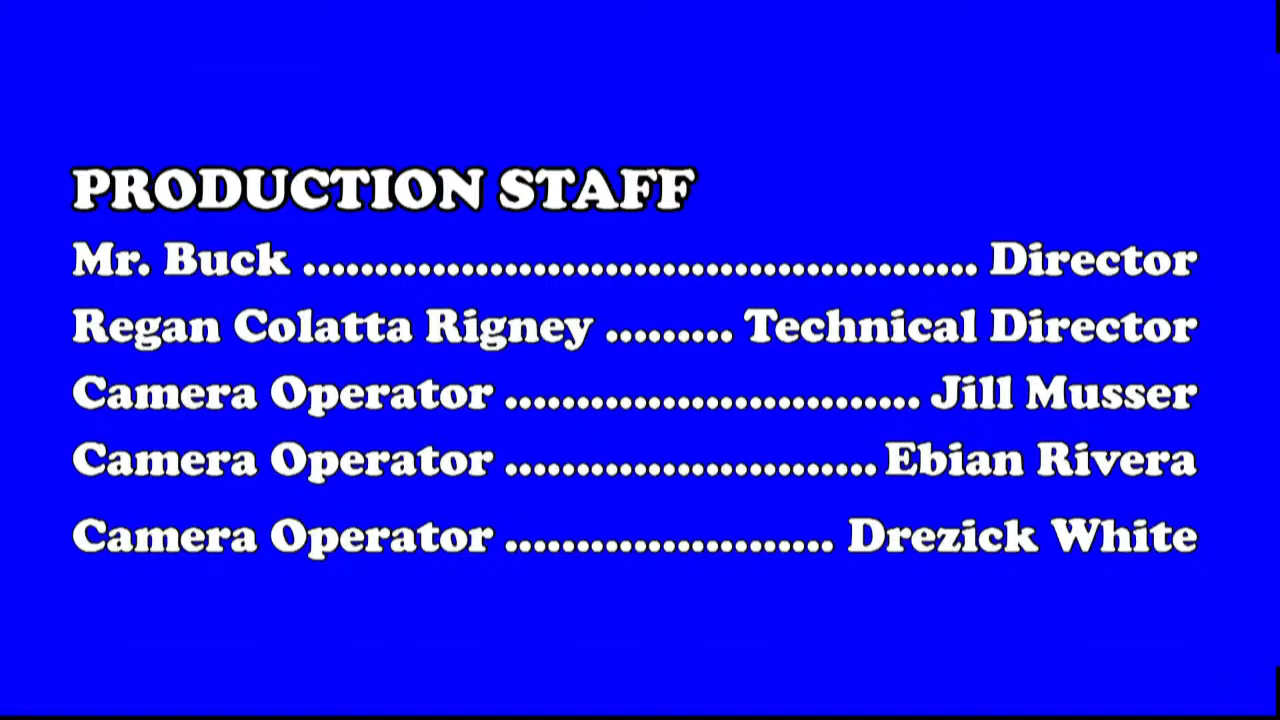 PRODUCTION STAFF
Mr. Buck ............................................... Director
Regan Colatta Rigney ......... Technical Director
Camera Operator ............................. Jill Musser
Camera Operator .......................... Ebian Rivera
Camera Operator ....................... Drezick White